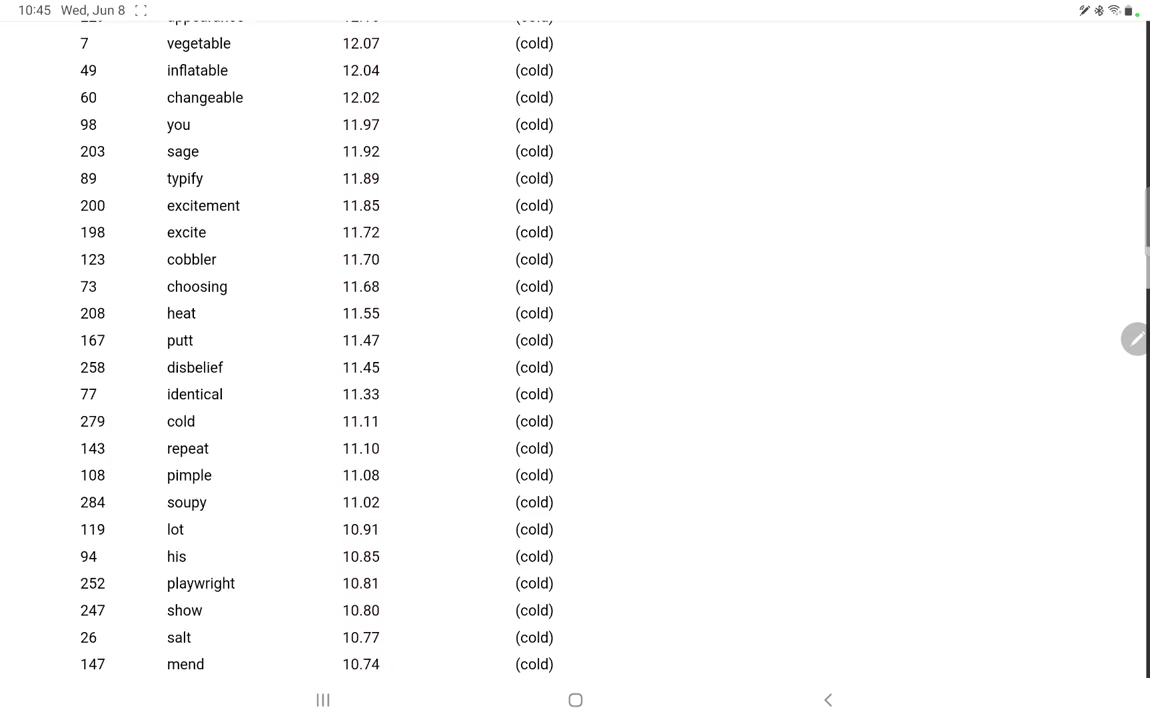 10:45 Wed, Jun 8
7 vegetable 12.07 (cold)
49 inflatable 12.04 (cold)
60 changeable 12.02 (cold)
98 you 11.97 (cold)
203 sage 11.92 (cold)
89 typify 11.89 (cold)
200 excitement 11.85 (cold)
198 excite 11.72 (cold)
123 cobbler 11.70 (cold)
73 choosing 11.68 (cold)
208 heat 11.55 (cold)
167 putt 11.47 (cold)
258 disbelief 11.45 (cold)
77 identical 11.33 (cold)
279 cold 11.11 (cold)
143 repeat 11.10 (cold)
108 pimple 11.08 (cold)
284 soupy 11.02 (cold)
119 lot 10.91 (cold)
94 his 10.85 (cold)
252 playwright 10.81 (cold)
247 show 10.80 (cold)
26 salt 10.77 (cold)
147 mend 10.74 (cold)